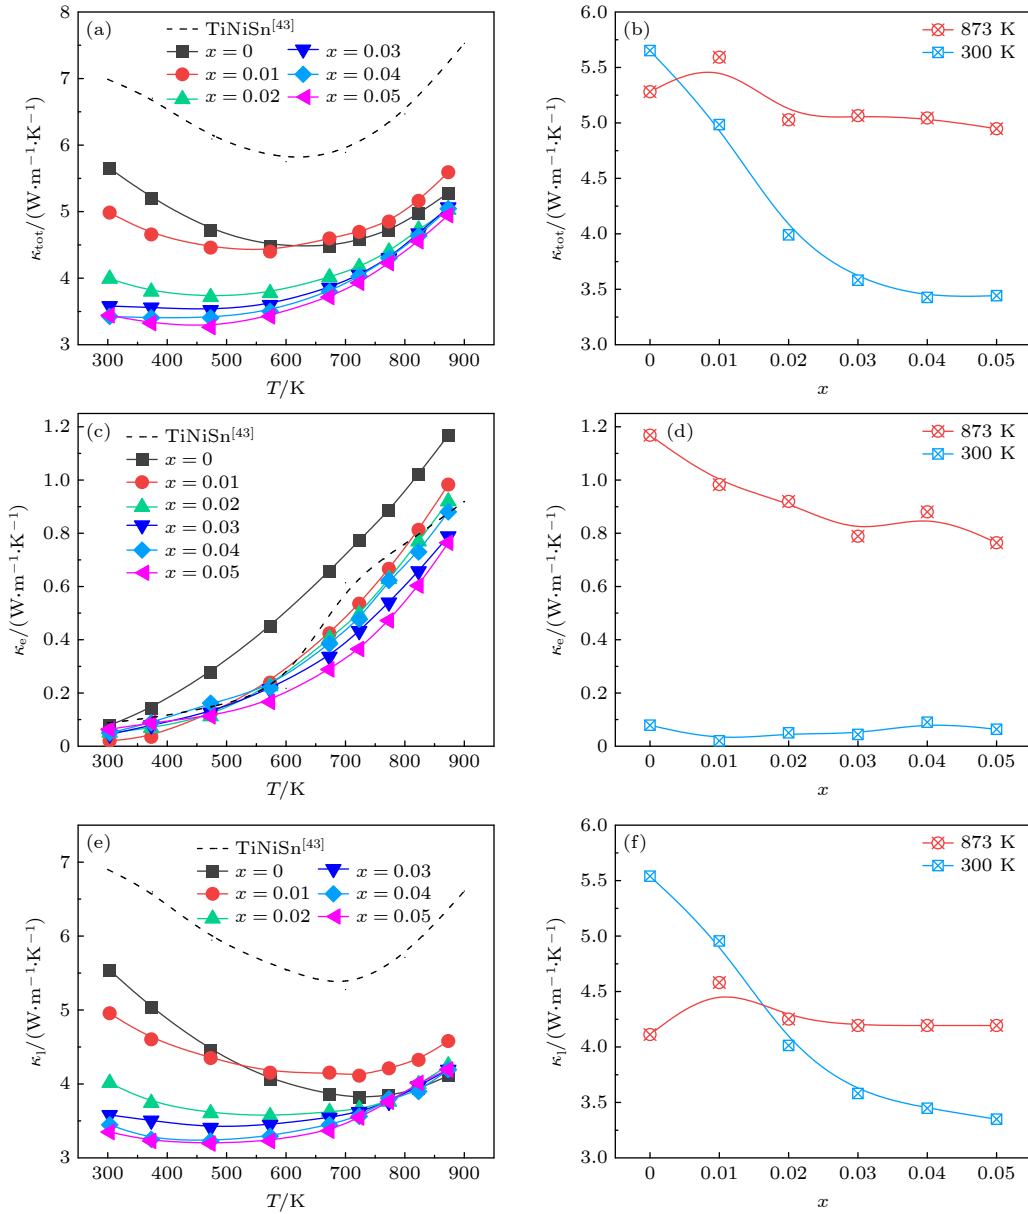 (a)
TiNiSn[43]
x = 0
x = 0.03
x = 0.01
x = 0.04
x = 0.02
x = 0.05
8
7
6
5
4
3
κtot/(W·m−1·K−1)
300 400 500 600 700 800 900
T/K
(b)
873 K
300 K
6.0
5.5
5.0
4.5
4.0
3.5
3.0
κtot/(W·m−1·K−1)
0 0.01 0.02 0.03 0.04 0.05
x
(c)
TiNiSn[43]
x = 0
x = 0.01
x = 0.02
x = 0.03
x = 0.04
x = 0.05
1.2
1.0
0.8
0.6
0.4
0.2
0
κe/(W·m−1·K−1)
300 400 500 600 700 800 900
T/K
(d)
873 K
300 K
1.2
1.0
0.8
0.6
0.4
0.2
0
κe/(W·m−1·K−1)
0 0.01 0.02 0.03 0.04 0.05
x
(e)
TiNiSn[43]
x = 0
x = 0.03
x = 0.01
x = 0.04
x = 0.02
x = 0.05
7
6
5
4
3
κl/(W·m−1·K−1)
300 400 500 600 700 800 900
T/K
(f)
873 K
300 K
6.0
5.5
5.0
4.5
4.0
3.5
3.0
κl/(W·m−1·K−1)
0 0.01 0.02 0.03 0.04 0.05
x